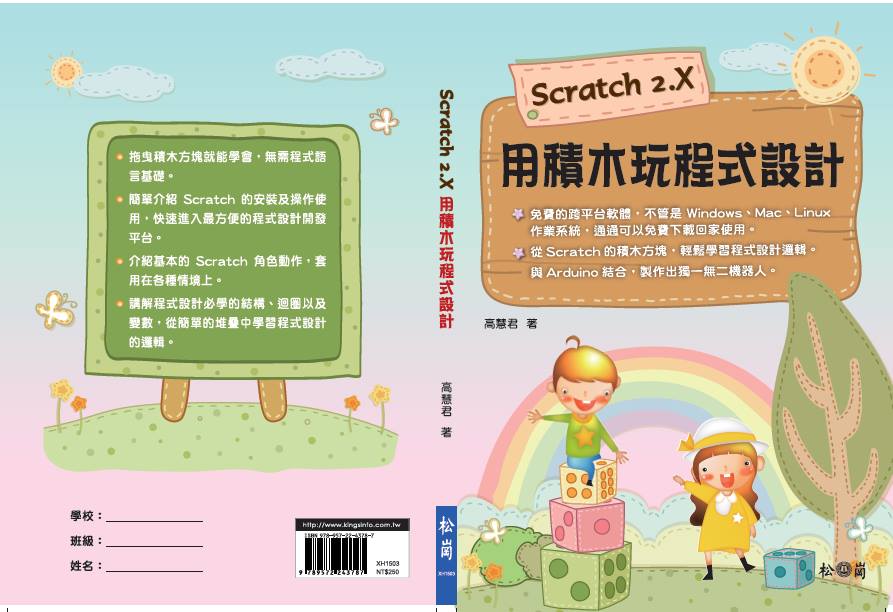 拖曳積木方塊就能學會，無需程式語
言基礎。
簡單介紹 Scratch 的安裝及操作使
用，快速進入最方便的程式設計開發
平台。
介紹基本的 Scratch 角色動作，套
用在各種情境上。
講解程式設計必學的結構、迴圈以及
變數，從簡單的堆疊中學習程式設計
的邏輯。
學校：
班級：
姓名：
http://www.kingsinfo.com.tw
ISBN 978-957-22-4378-7
9 789572 243787
XH1503
NT$250
Scratch 2.X 用積木玩程式設計
高慧君 著
松崗
XH1503
Scratch 2.X
用積木玩程式設計
免費的跨平台軟體，不管是 Windows、Mac、Linux
作業系統，通通可以免費下載回家使用。
從 Scratch 的積木方塊，輕鬆學習程式設計邏輯。
與 Arduino 結合，製作出獨一無二機器人。
高慧君 著
松崗